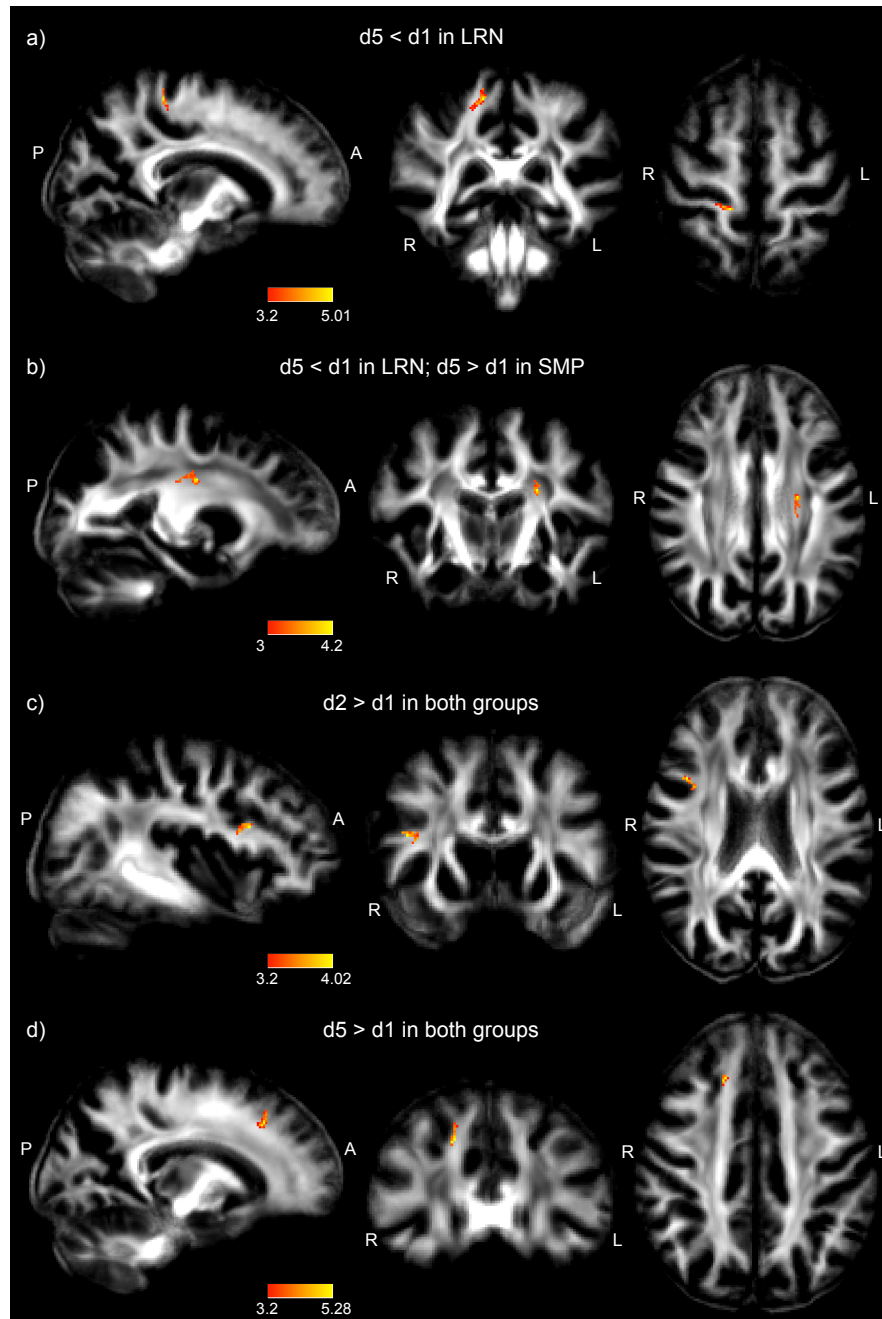 a)
d5 < d1 in LRN
P
A
R
L
R
L
3.2
5.01
b)
d5 < d1 in LRN; d5 > d1 in SMP
P
A
R
L
R
L
3
4.2
c)
d2 > d1 in both groups
P
A
R
L
R
L
3.2
4.02
d)
d5 > d1 in both groups
P
A
R
L
R
L
3.2
5.28